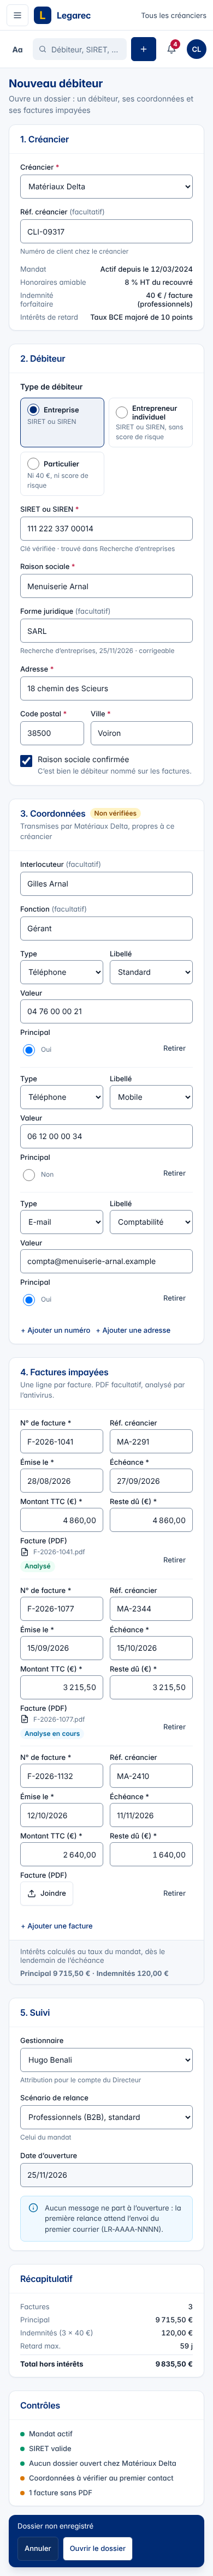 L Legarec
Tous les créanciers
Aa
Débiteur, SIRET, ...
+
4
CL
Nouveau débiteur
Ouvre un dossier : un débiteur, ses coordonnées et ses factures impayées
1. Créancier
Créancier *
Matériaux Delta
Réf. créancier (facultatif)
CLI-09317
Numéro de client chez le créancier
Mandat Actif depuis le 12/03/2024
Honoraires amiable 8 % HT du recouvré
Indemnité forfaitaire 40 € / facture (professionnels)
Intérêts de retard Taux BCE majoré de 10 points
2. Débiteur
Type de débiteur
Entreprise
SIRET ou SIREN
Entrepreneur individuel
SIRET ou SIREN, sans score de risque
Particulier
Ni 40 €, ni score de risque
SIRET ou SIREN *
111 222 337 00014
Clé vérifiée · trouvé dans Recherche d’entreprises
Raison sociale *
Menuiserie Arnal
Forme juridique (facultatif)
SARL
Recherche d’entreprises, 25/11/2026 · corrigeable
Adresse *
18 chemin des Scieurs
Code postal * Ville *
38500 Voiron
Raison sociale confirmée
C’est bien le débiteur nommé sur les factures.
3. Coordonnées Non vérifiées
Transmises par Matériaux Delta, propres à ce créancier
Interlocuteur (facultatif)
Gilles Arnal
Fonction (facultatif)
Gérant
Type Libellé
Téléphone Standard
Valeur
04 76 00 00 21
Principal
Oui Retirer
Type Libellé
Téléphone Mobile
Valeur
06 12 00 00 34
Principal
Non Retirer
Type Libellé
E-mail Comptabilité
Valeur
compta@menuiserie-arnal.example
Principal
Oui Retirer
+ Ajouter un numéro + Ajouter une adresse
4. Factures impayées
Une ligne par facture. PDF facultatif, analysé par l’antivirus.
N° de facture * Réf. créancier
F-2026-1041 MA-2291
Émise le * Échéance *
28/08/2026 27/09/2026
Montant TTC (€) * Reste dû (€) *
4 860,00 4 860,00
Facture (PDF)
F-2026-1041.pdf
Analysé
Retirer
N° de facture * Réf. créancier
F-2026-1077 MA-2344
Émise le * Échéance *
15/09/2026 15/10/2026
Montant TTC (€) * Reste dû (€) *
3 215,50 3 215,50
Facture (PDF)
F-2026-1077.pdf
Analyse en cours
Retirer
N° de facture * Réf. créancier
F-2026-1132 MA-2410
Émise le * Échéance *
12/10/2026 11/11/2026
Montant TTC (€) * Reste dû (€) *
2 640,00 1 640,00
Facture (PDF)
Joindre Retirer
+ Ajouter une facture
Intérêts calculés au taux du mandat, dès le lendemain de l’échéance
Principal 9 715,50 € · Indemnités 120,00 €
5. Suivi
Gestionnaire
Hugo Benali
Attribution pour le compte du Directeur
Scénario de relance
Professionnels (B2B), standard
Celui du mandat
Date d’ouverture
25/11/2026
Aucun message ne part à l’ouverture : la première relance attend l’envoi du premier courrier (LR-AAAA-NNNN).
Récapitulatif
Factures 3
Principal 9 715,50 €
Indemnités (3 × 40 €) 120,00 €
Retard max. 59 j
Total hors intérêts 9 835,50 €
Contrôles
Mandat actif
SIRET valide
Aucun dossier ouvert chez Matériaux Delta
Coordonnées à vérifier au premier contact
1 facture sans PDF
Dossier non enregistré
Annuler Ouvrir le dossier